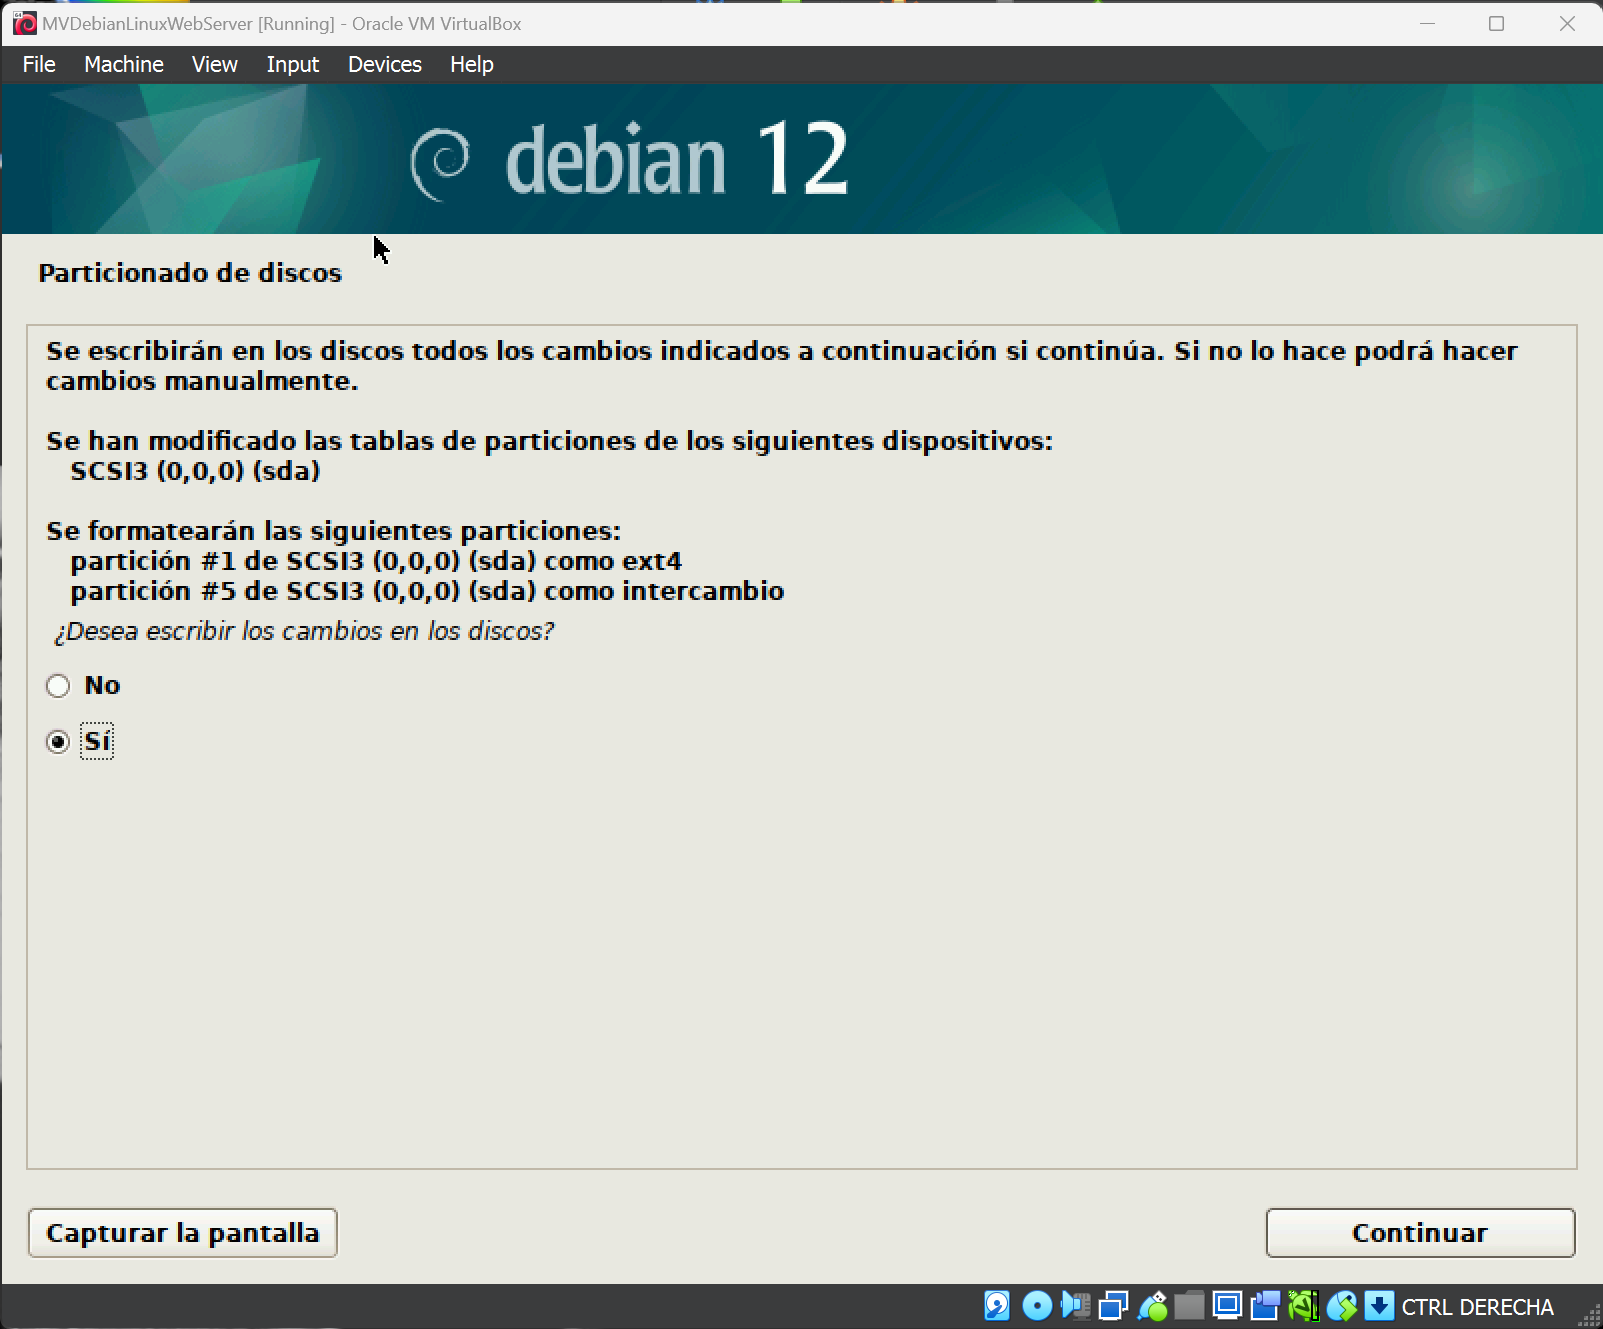 MVDebianLinuxWebServer [Running] - Oracle VM VirtualBox
File Machine View Input Devices Help
debian 12
Particionado de discos
Se escribirán en los discos todos los cambios indicados a continuación si continúa. Si no lo hace podrá hacer
cambios manualmente.
Se han modificado las tablas de particiones de los siguientes dispositivos:
SCSI3 (0,0,0) (sda)
Se formatearán las siguientes particiones:
partición #1 de SCSI3 (0,0,0) (sda) como ext4
partición #5 de SCSI3 (0,0,0) (sda) como intercambio
¿Desea escribir los cambios en los discos?
No
Sí
Capturar la pantalla
Continuar
CTRL DERECHA